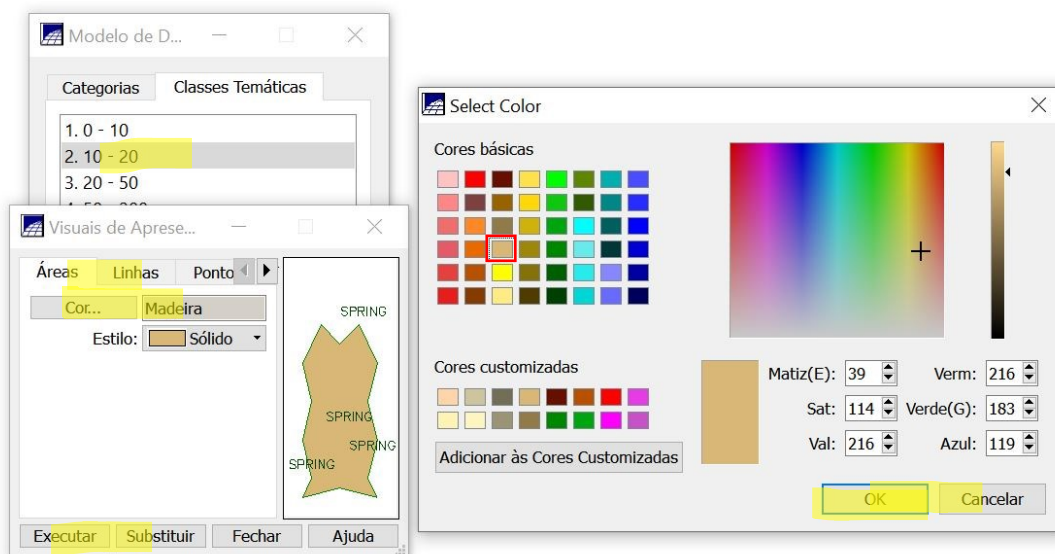 Modelo de D...
Categorias Classes Temáticas
1. 0 - 10
2. 10 - 20
3. 20 - 50
Visuais de Aprese...
Áreas Linhas Ponto
Cor... Madeira
Estilo: Sólido
SPRING
SPRING
SPRING
SPRING
Executar Substituir Fechar Ajuda
Select Color
Cores básicas
Cores customizadas
Adicionar às Cores Customizadas
Matiz(E): 39 Verm: 216
Sat: 114 Verde(G): 183
Val: 216 Azul: 119
OK Cancelar